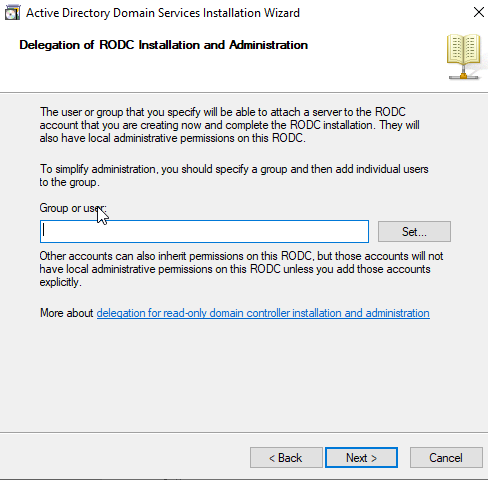 Active Directory Domain Services Installation Wizard
Delegation of RODC Installation and Administration
The user or group that you specify will be able to attach a server to the RODC
account that you are creating now and complete the RODC installation. They will
also have local administrative permissions on this RODC.
To simplify administration, you should specify a group and then add individual users
to the group.
Group or user:
Set...
Other accounts can also inherit permissions on this RODC, but those accounts will not
have local administrative permissions on this RODC unless you add those accounts
explicitly.
More about delegation for read-only domain controller installation and administration
< Back Next > Cancel